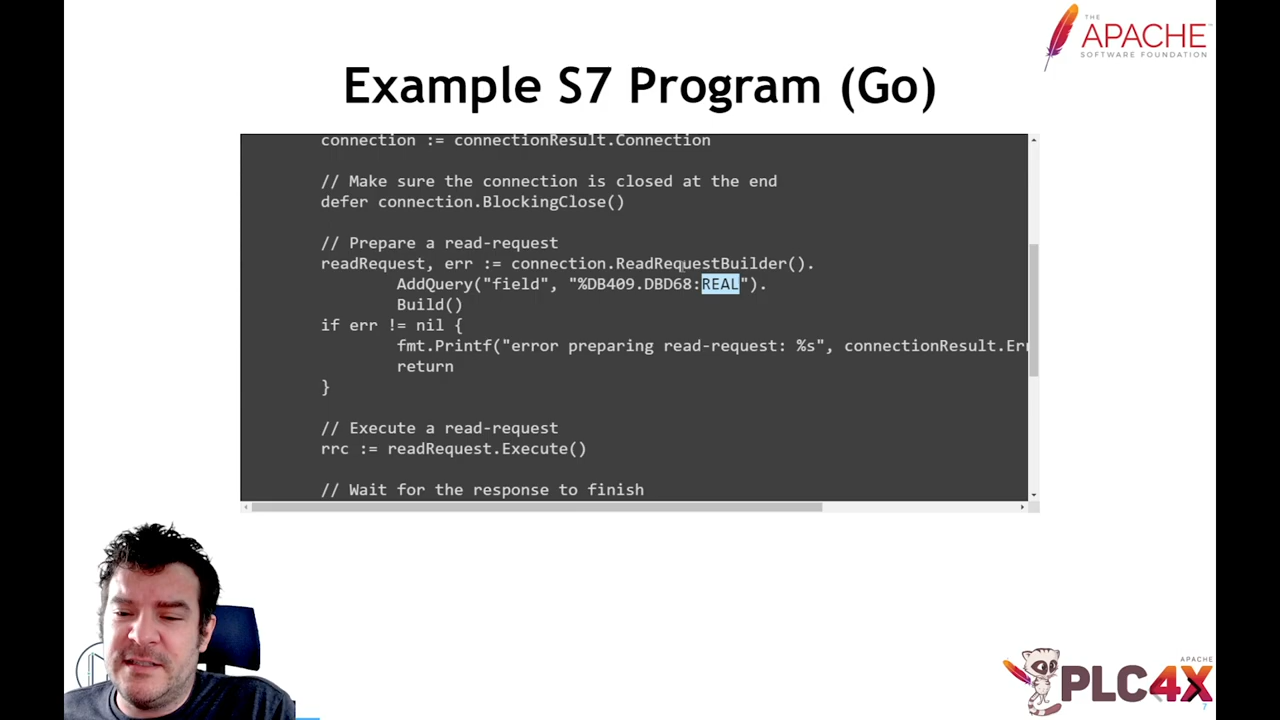 THE
APACHE
SOFTWARE FOUNDATION
Example S7 Program (Go)
connection := connectionResult.Connection
// Make sure the connection is closed at the end
defer connection.BlockingClose()
// Prepare a read-request
readRequest, err := connection.ReadRequestBuilder().
AddQuery("field", "%DB409.DBD68:REAL").
Build()
if err != nil {
fmt.Printf("error preparing read-request: %s", connectionResult.Err
return
}
// Execute a read-request
rrc := readRequest.Execute()
// Wait for the response to finish
APACHE
PLC4X
7